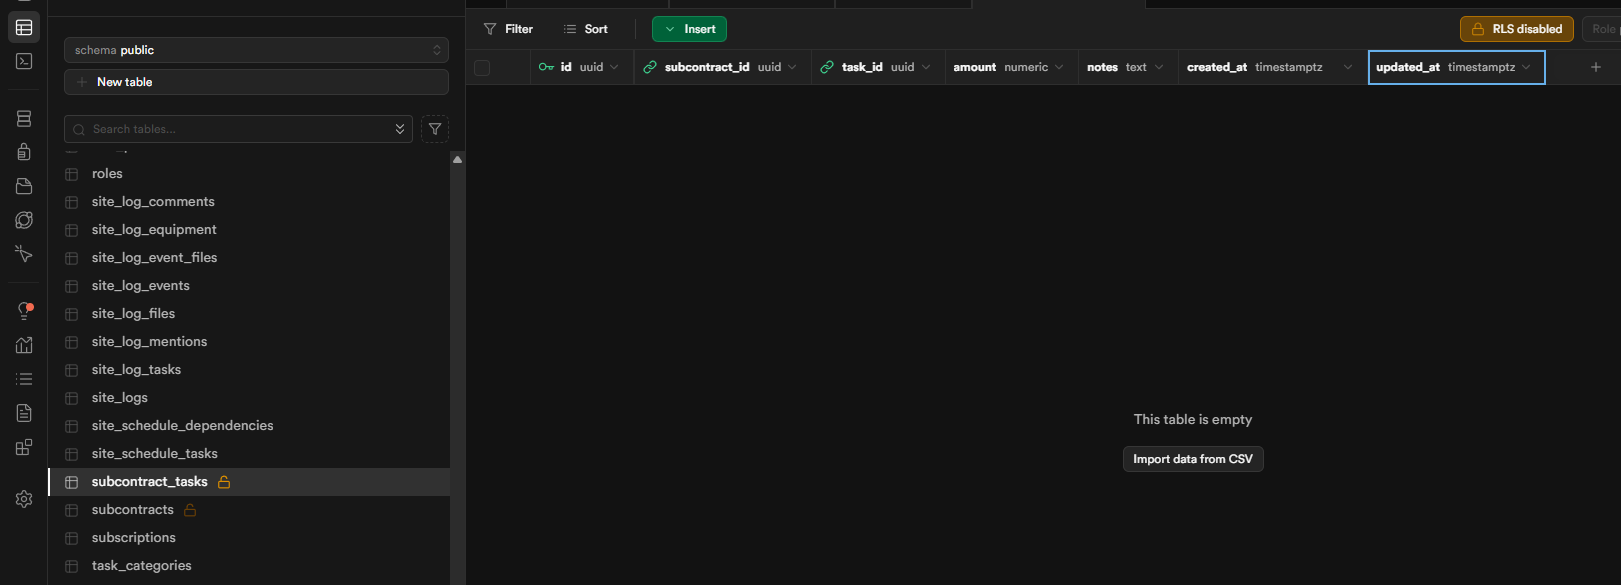 Filter Sort Insert RLS disabled Role
schema public
New table
id uuid subcontract_id uuid task_id uuid amount numeric notes text created_at timestamptz updated_at timestamptz
Search tables...
roles
site_log_comments
site_log_equipment
site_log_event_files
site_log_events
site_log_files
site_log_mentions
site_log_tasks
site_logs
site_schedule_dependencies
site_schedule_tasks
subcontract_tasks
subcontracts
subscriptions
task_categories
This table is empty
Import data from CSV